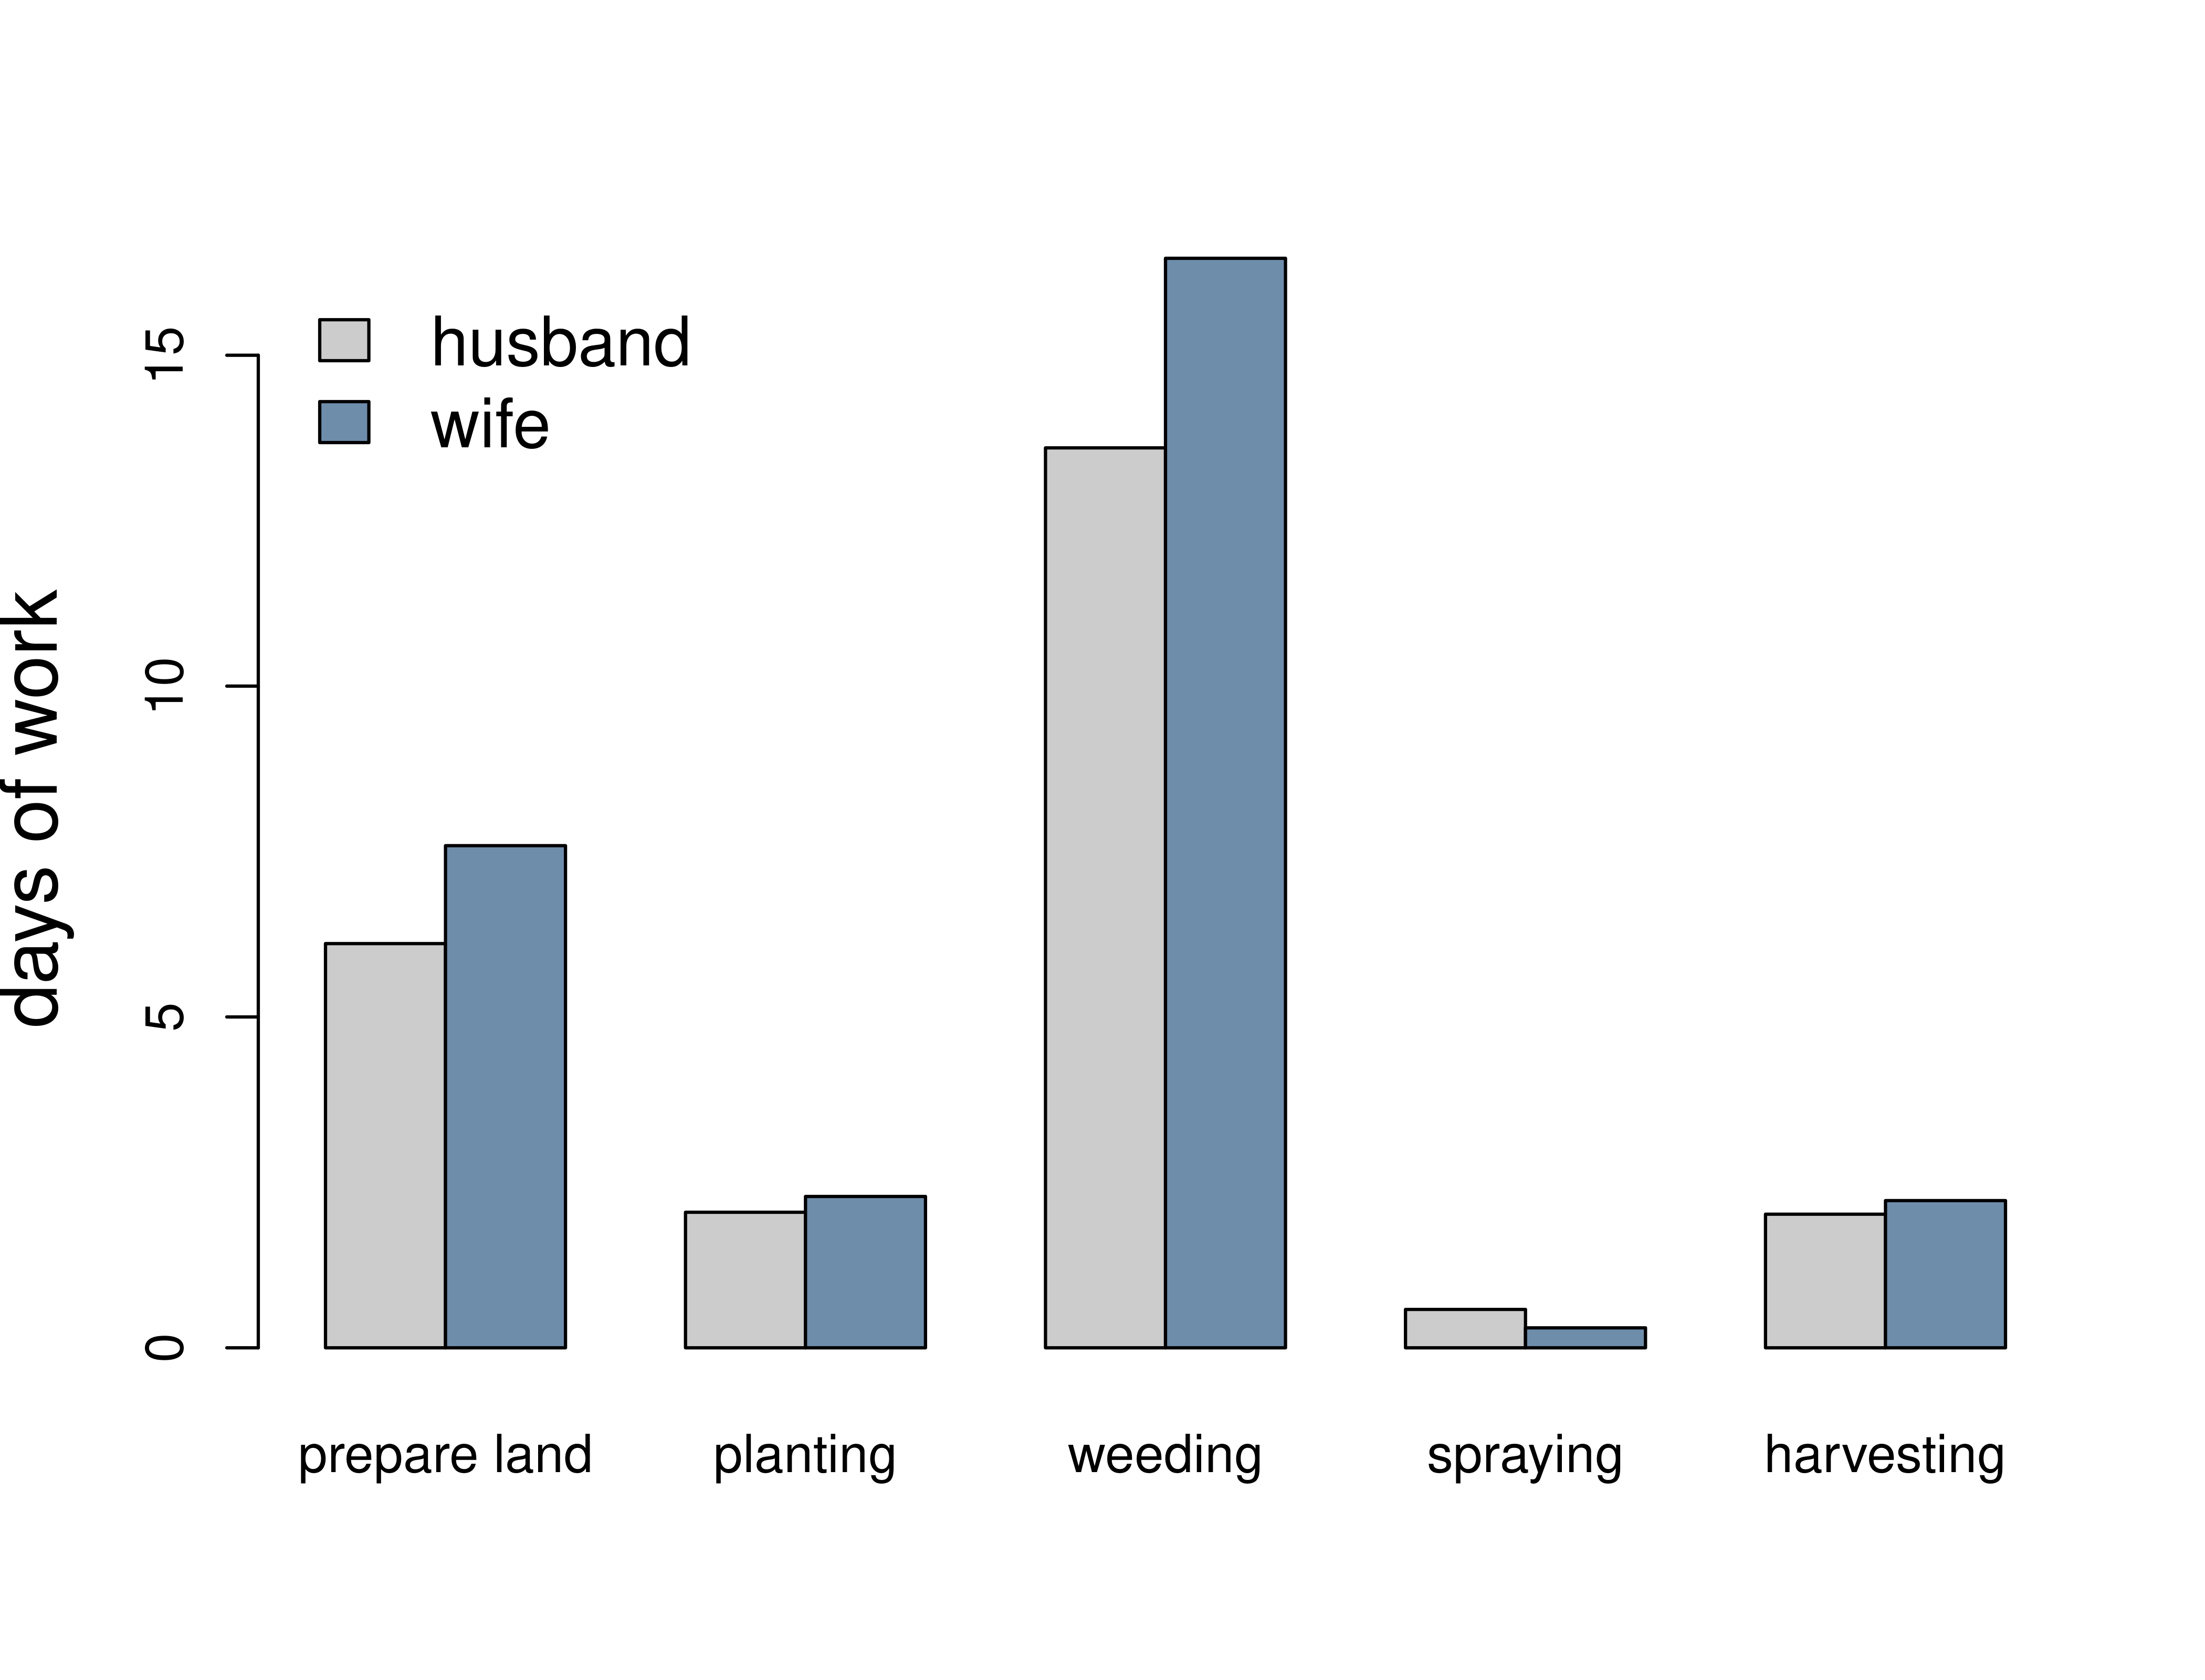 husband
wife
days of work
15
10
5
0
prepare land planting weeding spraying harvesting